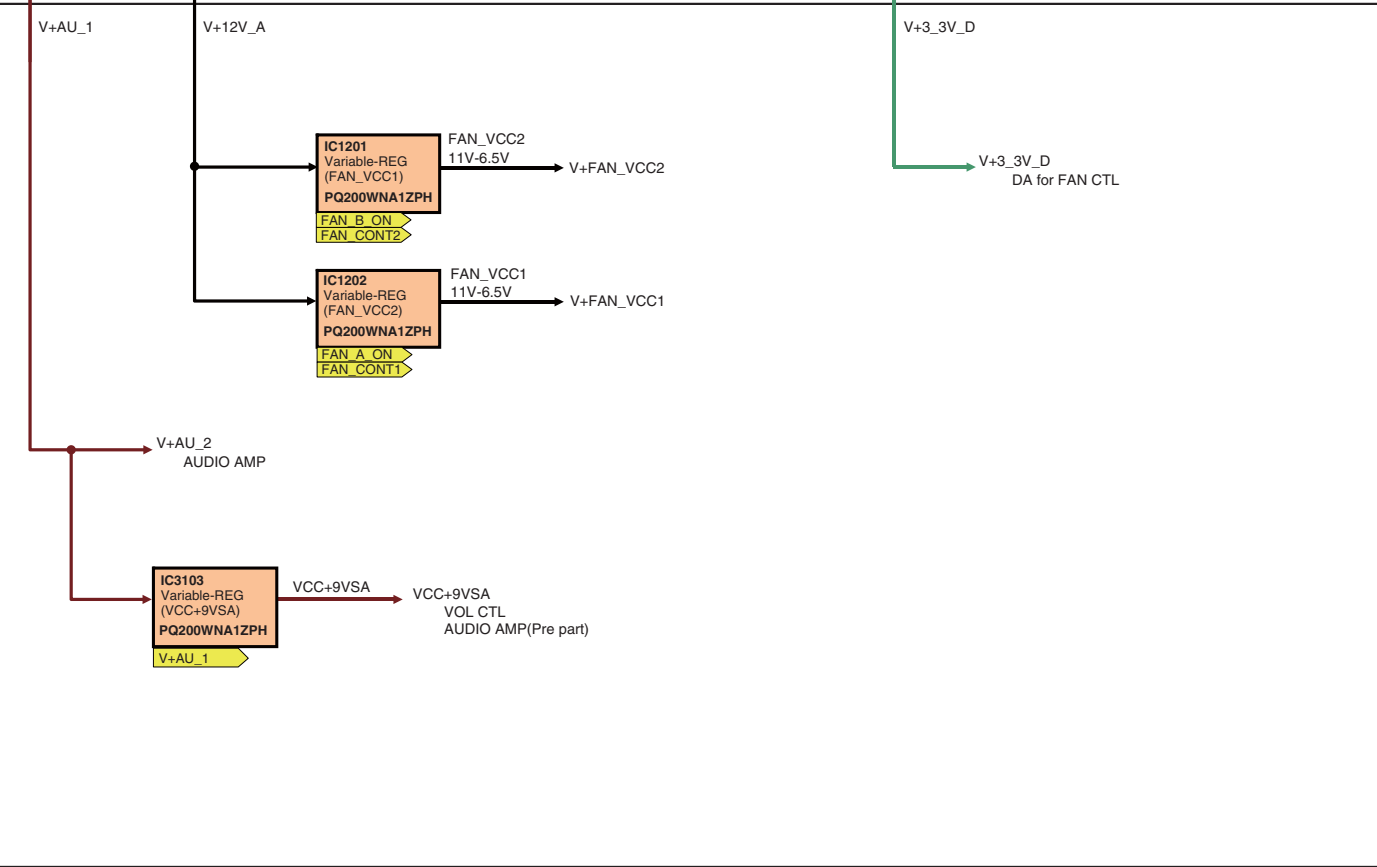 V+AU_1
V+12V_A
V+3_3V_D
IC1201
Variable-REG
(FAN_VCC1)
PQ200WNA1ZPH
FAN_B_ON
FAN_CONT2
FAN_VCC2
11V-6.5V
V+FAN_VCC2
V+3_3V_D
DA for FAN CTL
IC1202
Variable-REG
(FAN_VCC2)
PQ200WNA1ZPH
FAN_A_ON
FAN_CONT1
FAN_VCC1
11V-6.5V
V+FAN_VCC1
V+AU_2
AUDIO AMP
IC3103
Variable-REG
(VCC+9VSA)
PQ200WNA1ZPH
V+AU_1
VCC+9VSA
VCC+9VSA
VOL CTL
AUDIO AMP(Pre part)